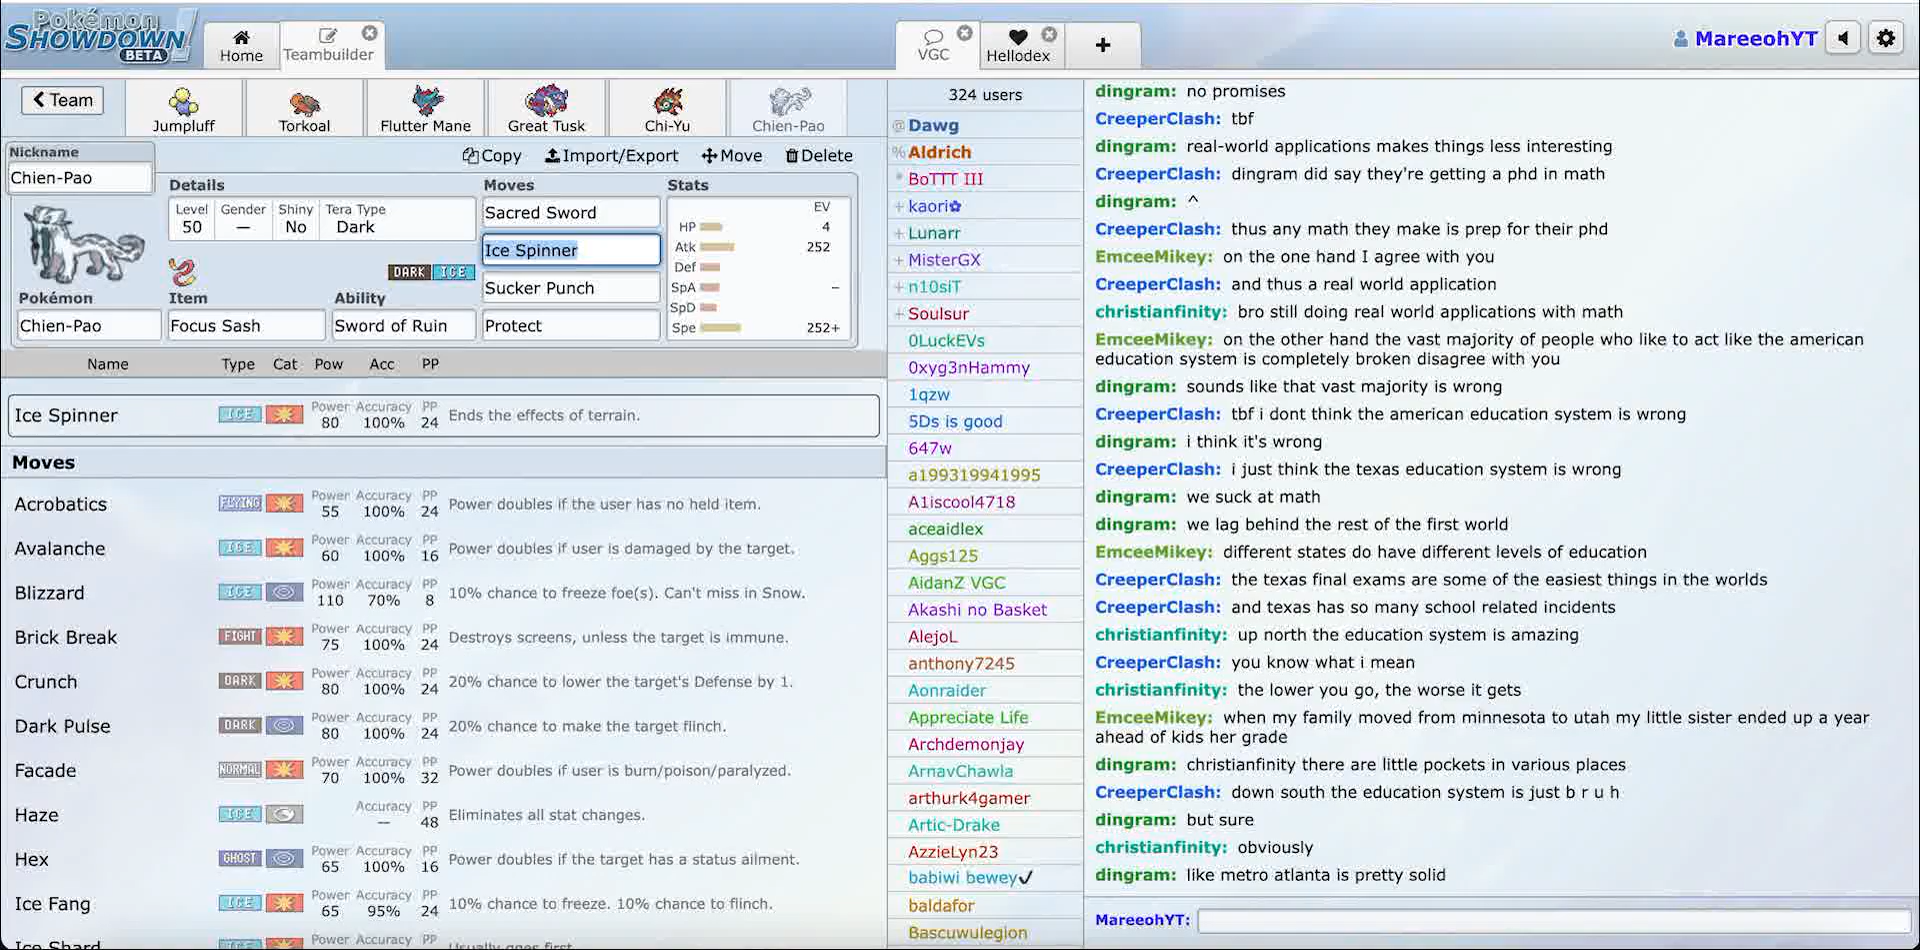 Pokémon
SHOWDOWN!
BETA
Home
Teambuilder
VGC
Hellodex
+
MareeohYT
Team
Jumpluff
Torkoal
Flutter Mane
Great Tusk
Chi-Yu
Chien-Pao
Nickname
Chien-Pao
Copy
Import/Export
Move
Delete
Details
Level
50
Gender
—
Shiny
No
Tera Type
Dark
DARK ICE
Pokémon
Chien-Pao
Item
Focus Sash
Ability
Sword of Ruin
Moves
Sacred Sword
Ice Spinner
Sucker Punch
Protect
Stats
EV
HP 4
Atk 252
Def
SpA –
SpD
Spe 252+
Name Type Cat Pow Acc PP
Ice Spinner ICE Power 80 Accuracy 100% PP 24 Ends the effects of terrain.
Moves
Acrobatics FLYING Power 55 Accuracy 100% PP 24 Power doubles if the user has no held item.
Avalanche ICE Power 60 Accuracy 100% PP 16 Power doubles if user is damaged by the target.
Blizzard ICE Power 110 Accuracy 70% PP 8 10% chance to freeze foe(s). Can't miss in Snow.
Brick Break FIGHT Power 75 Accuracy 100% PP 24 Destroys screens, unless the target is immune.
Crunch DARK Power 80 Accuracy 100% PP 24 20% chance to lower the target's Defense by 1.
Dark Pulse DARK Power 80 Accuracy 100% PP 24 20% chance to make the target flinch.
Facade NORMAL Power 70 Accuracy 100% PP 32 Power doubles if user is burn/poison/paralyzed.
Haze ICE Accuracy — PP 48 Eliminates all stat changes.
Hex GHOST Power 65 Accuracy 100% PP 16 Power doubles if the target has a status ailment.
Ice Fang ICE Power 65 Accuracy 95% PP 24 10% chance to freeze. 10% chance to flinch.
Ice Shard ICE Power Accuracy PP Usually goes first.
324 users
@Dawg
%Aldrich
*BoTTT III
+kaori✿
+Lunarr
+MisterGX
+n10siT
+Soulsur
0LuckEVs
0xyg3nHammy
1qzw
5Ds is good
647w
a199319941995
A1iscool4718
aceaidlex
Aggs125
AidanZ VGC
Akashi no Basket
AlejoL
anthony7245
Aonraider
Appreciate Life
Archdemonjay
ArnavChawla
arthurk4gamer
Artic-Drake
AzzieLyn23
babiwi bewey✓
baldafor
Bascuwulegion
dingram: no promises
CreeperClash: tbf
dingram: real-world applications makes things less interesting
CreeperClash: dingram did say they're getting a phd in math
dingram: ^
CreeperClash: thus any math they make is prep for their phd
EmceeMikey: on the one hand I agree with you
CreeperClash: and thus a real world application
christianfinity: bro still doing real world applications with math
EmceeMikey: on the other hand the vast majority of people who like to act like the american
education system is completely broken disagree with you
dingram: sounds like that vast majority is wrong
CreeperClash: tbf i dont think the american education system is wrong
dingram: i think it's wrong
CreeperClash: i just think the texas education system is wrong
dingram: we suck at math
dingram: we lag behind the rest of the first world
EmceeMikey: different states do have different levels of education
CreeperClash: the texas final exams are some of the easiest things in the worlds
CreeperClash: and texas has so many school related incidents
christianfinity: up north the education system is amazing
CreeperClash: you know what i mean
christianfinity: the lower you go, the worse it gets
EmceeMikey: when my family moved from minnesota to utah my little sister ended up a year
ahead of kids her grade
dingram: christianfinity there are little pockets in various places
CreeperClash: down south the education system is just b r u h
dingram: but sure
christianfinity: obviously
dingram: like metro atlanta is pretty solid
MareeohYT: